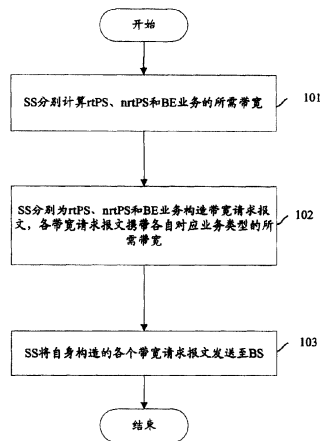 开始
SS分别计算rtPS、nrtPS和BE业务的所需带宽
101
SS分别为rtPS、nrtPS和BE业务构造带宽请求报
文，各带宽请求报文携带各自对应业务类型的所
需带宽
102
SS将自身构造的各个带宽请求报文发送至BS
103
结束